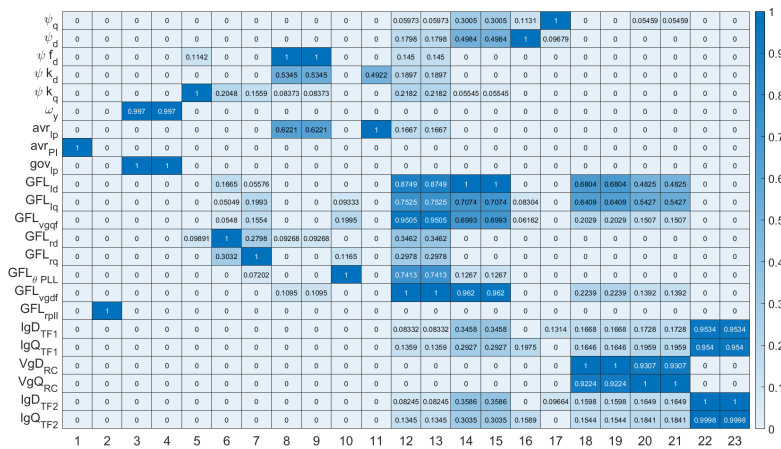 ψq 0 0 0 0 0 0 0 0 0 0 0 0.05973 0.05973 0.3005 0.3005 0.1131 1 0 0 0.05459 0.05459 0 0
ψd 0 0 0 0 0 0 0 0 0 0 0 0.1798 0.1798 0.4984 0.4984 1 0.09679 0 0 0 0 0 0
ψ fd 0 0 0 0 0.1142 0 0 1 1 0 0 0.145 0.145 0 0 0 0 0 0 0 0 0 0
ψ kd 0 0 0 0 0 0 0 0.5345 0.5345 0 0.4922 0.1897 0.1897 0 0 0 0 0 0 0 0 0 0
ψ kq 0 0 0 0 1 0.2048 0.1559 0.08373 0.08373 0 0 0.2182 0.2182 0.05545 0.05545 0 0 0 0 0 0 0 0
ωy 0 0 0.997 0.997 0 0 0 0 0 0 0 0 0 0 0 0 0 0 0 0 0 0 0
avrlp 0 0 0 0 0 0 0 0.6221 0.6221 0 1 0.1667 0.1667 0 0 0 0 0 0 0 0 0 0
avrPI 1 0 0 0 0 0 0 0 0 0 0 0 0 0 0 0 0 0 0 0 0 0 0
govlp 0 0 1 1 0 0 0 0 0 0 0 0 0 0 0 0 0 0 0 0 0 0 0
GFLId 0 0 0 0 0 0.1665 0.05576 0 0 0 0 0.8749 0.8749 1 1 0 0 0.6804 0.6804 0.4825 0.4825 0 0
GFLIq 0 0 0 0 0 0.05049 0.1993 0 0 0.09333 0 0.7525 0.7525 0.7074 0.7074 0.08304 0 0.6409 0.6409 0.5427 0.5427 0 0
GFLvgqf 0 0 0 0 0 0.0548 0.1554 0 0 0.1995 0 0.9505 0.9505 0.6993 0.6993 0.06162 0 0.2029 0.2029 0.1507 0.1507 0 0
GFLrd 0 0 0 0 0.09891 1 0.2798 0.09268 0.09268 0 0 0.3462 0.3462 0 0 0 0 0 0 0 0 0 0
GFLrq 0 0 0 0 0 0.3032 1 0 0 0.1165 0 0.2978 0.2978 0 0 0 0 0 0 0 0 0 0
GFLθ PLL 0 0 0 0 0 0 0.07202 0 0 1 0 0.7413 0.7413 0.1267 0.1267 0 0 0 0 0 0 0 0
GFLvgdf 0 0 0 0 0 0 0 0.1095 0.1095 0 0 1 1 0.962 0.962 0 0 0.2239 0.2239 0.1392 0.1392 0 0
GFLrpll 0 1 0 0 0 0 0 0 0 0 0 0 0 0 0 0 0 0 0 0 0 0 0
IgDTF1 0 0 0 0 0 0 0 0 0 0 0 0.08332 0.08332 0.3458 0.3458 0 0.1314 0.1668 0.1668 0.1728 0.1728 0.9534 0.9534
IgQTF1 0 0 0 0 0 0 0 0 0 0 0 0.1359 0.1359 0.2927 0.2927 0.1975 0 0.1646 0.1646 0.1959 0.1959 0.954 0.954
VgDRC 0 0 0 0 0 0 0 0 0 0 0 0 0 0 0 0 0 1 1 0.9307 0.9307 0 0
VgQRC 0 0 0 0 0 0 0 0 0 0 0 0 0 0 0 0 0 0.9224 0.9224 1 1 0 0
IgDTF2 0 0 0 0 0 0 0 0 0 0 0 0.08245 0.08245 0.3586 0.3586 0 0.09664 0.1598 0.1598 0.1649 0.1649 1 1
IgQTF2 0 0 0 0 0 0 0 0 0 0 0 0.1345 0.1345 0.3035 0.3035 0.1589 0 0.1544 0.1544 0.1841 0.1841 0.9998 0.9998
1 2 3 4 5 6 7 8 9 10 11 12 13 14 15 16 17 18 19 20 21 22 23
1
0.9
0.8
0.7
0.6
0.5
0.4
0.3
0.2
0.1
0